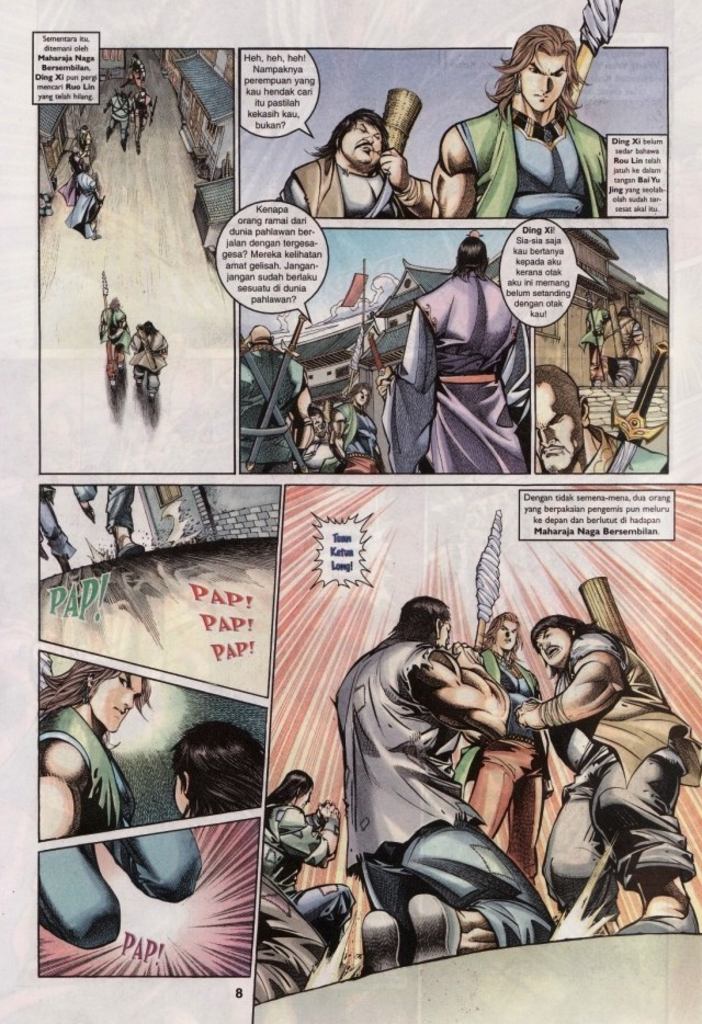 Sementara itu,
ditemani oleh
Maharaja Naga
Bersembilan,
Ding Xi pun pergi
mencari Ruo Lin
yang telah hilang.
Heh, heh, heh!
Nampaknya
perempuan yang
kau hendak cari
itu pastilah
kekasih kau,
bukan?
Ding Xi belum
sedar bahawa
Rou Lin telah
jatuh ke dalam
tangan Bai Yu
Jing yang seolah-
olah sudah ter-
sesat akal itu.
Kenapa
orang ramai dari
dunia pahlawan ber-
jalan dengan tergesa-
gesa? Mereka kelihatan
amat gelisah. Jangan-
jangan sudah berlaku
sesuatu di dunia
pahlawan?
Ding Xi!
Sia-sia saja
kau bertanya
kepada aku
kerana otak
aku ini memang
belum setanding
dengan otak
kau!
PAP!
PAP!
PAP!
PAP!
Dengan tidak semena-mena, dua orang
yang berpakaian pengemis pun meluru
ke depan dan berlutut di hadapan
Maharaja Naga Bersembilan.
Tuan
Ketua
Long!
PAP!
8